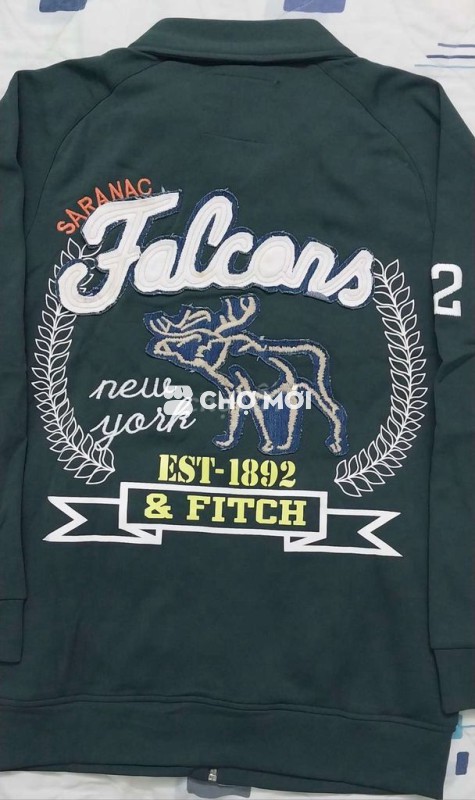 SARANAC
Falcons
2
new
york
CHỢ MỚI
EST-1892
& FITCH